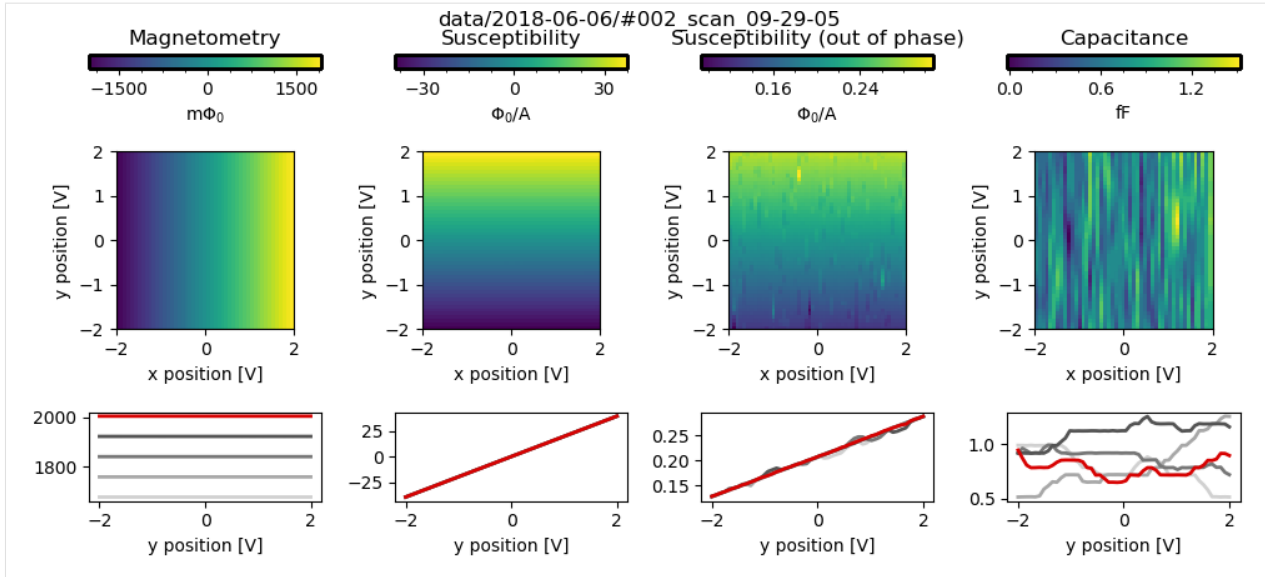 data/2018-06-06/#002_scan_09-29-05
Magnetometry Susceptibility Susceptibility (out of phase) Capacitance
−1500 0 1500 −30 0 30 0.16 0.24 0.0 0.6 1.2
mΦ₀ Φ₀/A Φ₀/A fF
2 2 2 2
1 1 1 1
y position [V] y position [V] y position [V] y position [V]
0 0 0 0
−1 −1 −1 −1
−2 −2 −2 −2
−2 0 2 −2 0 2 −2 0 2 −2 0 2
x position [V] x position [V] x position [V] x position [V]
2000 25 0.25 1.0
1800 0 0.20 0.5
−25 0.15
−2 0 2 −2 0 2 −2 0 2 −2 0 2
y position [V] y position [V] y position [V] y position [V]